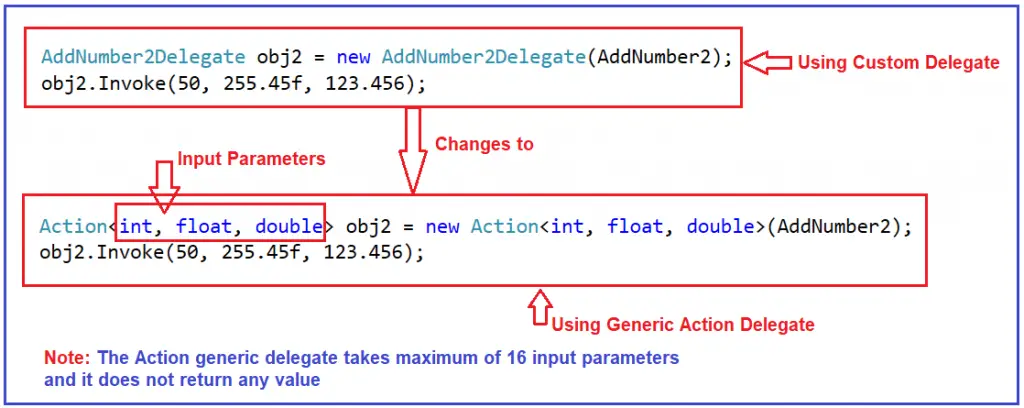 AddNumber2Delegate obj2 = new AddNumber2Delegate(AddNumber2);
obj2.Invoke(50, 255.45f, 123.456);
Using Custom Delegate
Changes to
Input Parameters
Action<int, float, double> obj2 = new Action<int, float, double>(AddNumber2);
obj2.Invoke(50, 255.45f, 123.456);
Using Generic Action Delegate
Note: The Action generic delegate takes maximum of 16 input parameters
and it does not return any value